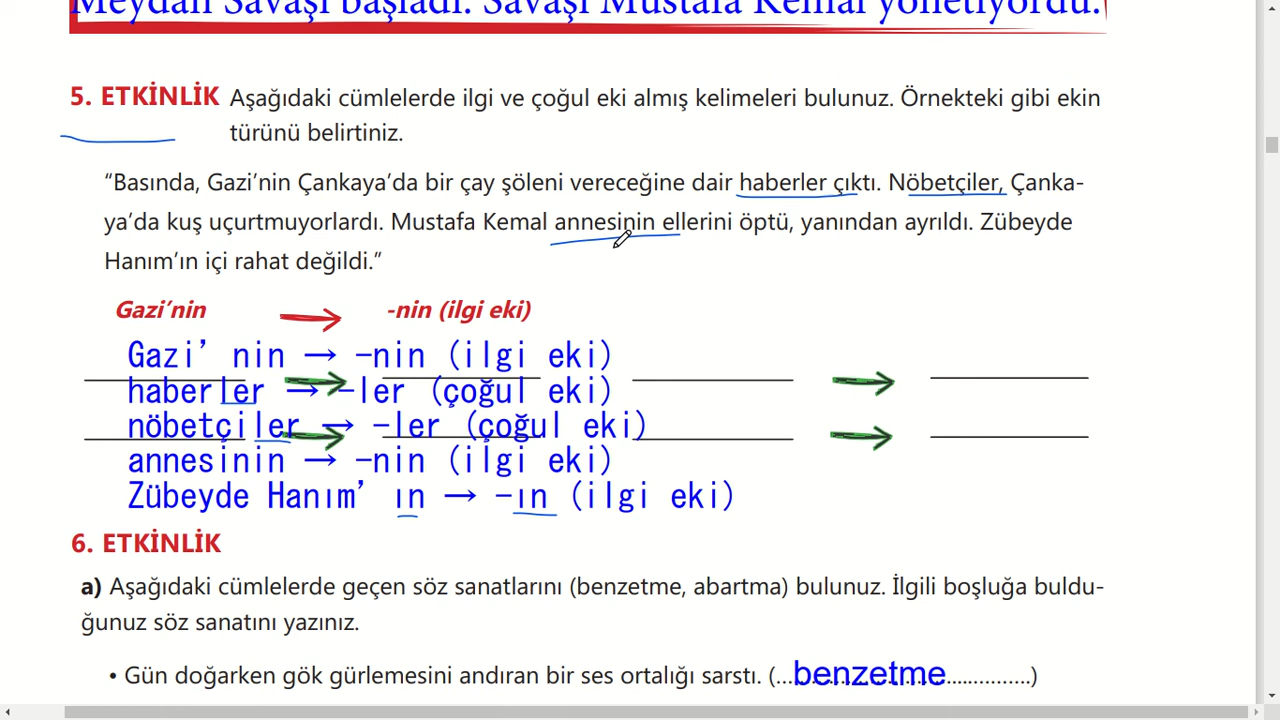 Meydan Savaşı başladı. Savaşı Mustafa Kemal yönetiyordu.
5. ETKİNLİK Aşağıdaki cümlelerde ilgi ve çoğul eki almış kelimeleri bulunuz. Örnekteki gibi ekin
türünü belirtiniz.
“Basında, Gazi’nin Çankaya’da bir çay şöleni vereceğine dair haberler çıktı. Nöbetçiler, Çanka-
ya’da kuş uçurtmuyorlardı. Mustafa Kemal annesinin ellerini öptü, yanından ayrıldı. Zübeyde
Hanım’ın içi rahat değildi.”
Gazi’nin -nin (ilgi eki)
Gazi’ nin → -nin (ilgi eki)
haberler → -ler (çoğul eki)
nöbetçiler → -ler (çoğul eki)
annesinin → -nin (ilgi eki)
Zübeyde Hanım’ ın → -ın (ilgi eki)
6. ETKİNLİK
a) Aşağıdaki cümlelerde geçen söz sanatlarını (benzetme, abartma) bulunuz. İlgili boşluğa buldu-
ğunuz söz sanatını yazınız.
• Gün doğarken gök gürlemesini andıran bir ses ortalığı sarstı. (...benzetme...............)